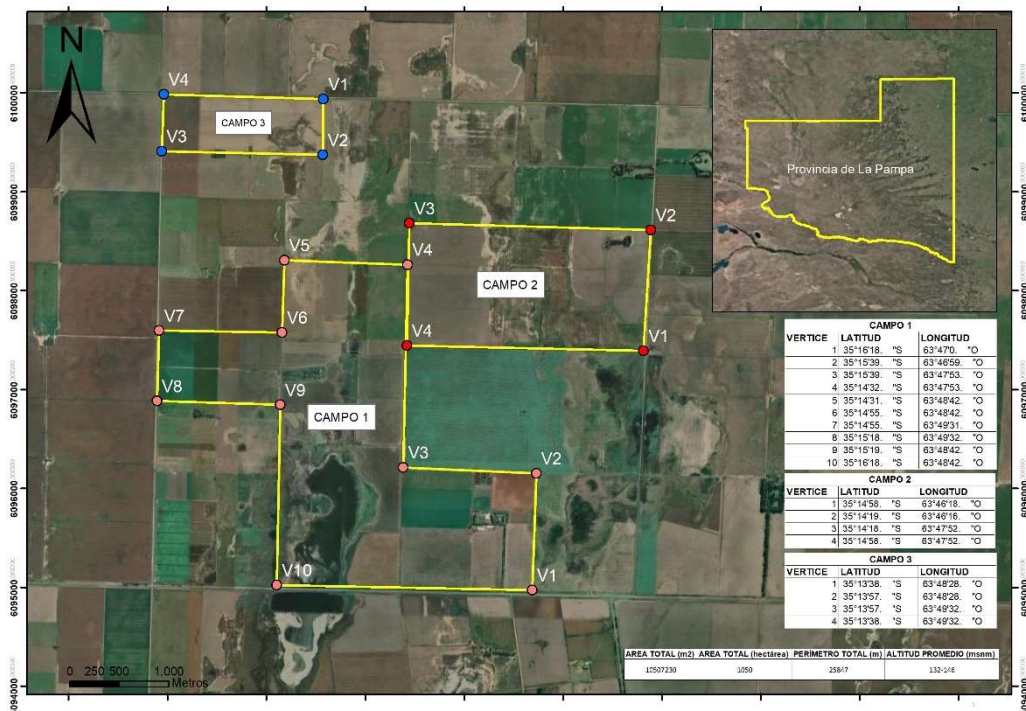 N
V4
V1
CAMPO 3
V3
V2
V3
V2
V5
V4
CAMPO 2
V7
V6
V4
V1
V8
V9
CAMPO 1
V3
V2
V10
V1
0 250 500 1.000
Metros
6100000
6099000
6098000
6097000
6096000
6095000
6094000
6100000
6099000
6098000
6097000
6096000
6095000
6094000
Provincia de La Pampa
CAMPO 1
VERTICE LATITUD LONGITUD
1 35°16'18. "S 63°47'0. "O
2 35°15'39. "S 63°46'59. "O
3 35°15'39. "S 63°47'53. "O
4 35°14'32. "S 63°47'53. "O
5 35°14'31. "S 63°48'42. "O
6 35°14'55. "S 63°48'42. "O
7 35°14'55. "S 63°49'31. "O
8 35°15'18. "S 63°49'32. "O
9 35°15'19. "S 63°48'42. "O
10 35°16'18. "S 63°48'42. "O
CAMPO 2
VERTICE LATITUD LONGITUD
1 35°14'58. "S 63°46'18. "O
2 35°14'19. "S 63°46'16. "O
3 35°14'18. "S 63°47'52. "O
4 35°14'58. "S 63°47'52. "O
CAMPO 3
VERTICE LATITUD LONGITUD
1 35°13'38. "S 63°48'28. "O
2 35°13'57. "S 63°48'28. "O
3 35°13'57. "S 63°49'32. "O
4 35°13'38. "S 63°49'32. "O
AREA TOTAL (m2) AREA TOTAL (hectárea) PERÍMETRO TOTAL (m) ALTITUD PROMEDIO (msnm)
10507230 1050 25847 132-146